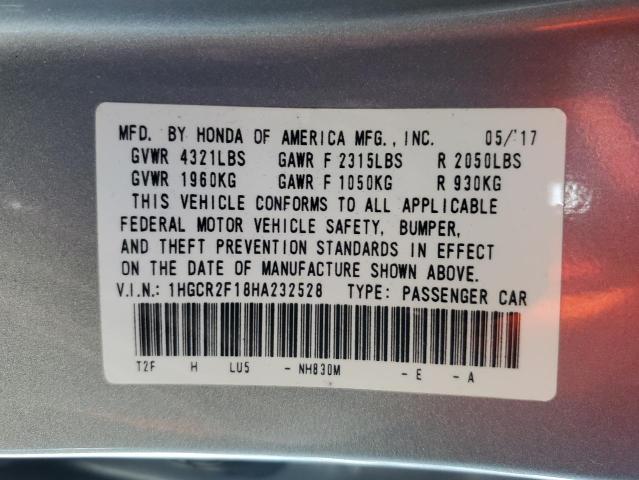 MFD. BY HONDA OF AMERICA MFG., INC. 05/'17
GVWR 4321LBS GAWR F 2315LBS R 2050LBS
GVWR 1960KG GAWR F 1050KG R 930KG
THIS VEHICLE CONFORMS TO ALL APPLICABLE
FEDERAL MOTOR VEHICLE SAFETY, BUMPER,
AND THEFT PREVENTION STANDARDS IN EFFECT
ON THE DATE OF MANUFACTURE SHOWN ABOVE.
V.I.N.: 1HGCR2F18HA232528 TYPE: PASSENGER CAR
T2F H LU5 - NH830M - E - A